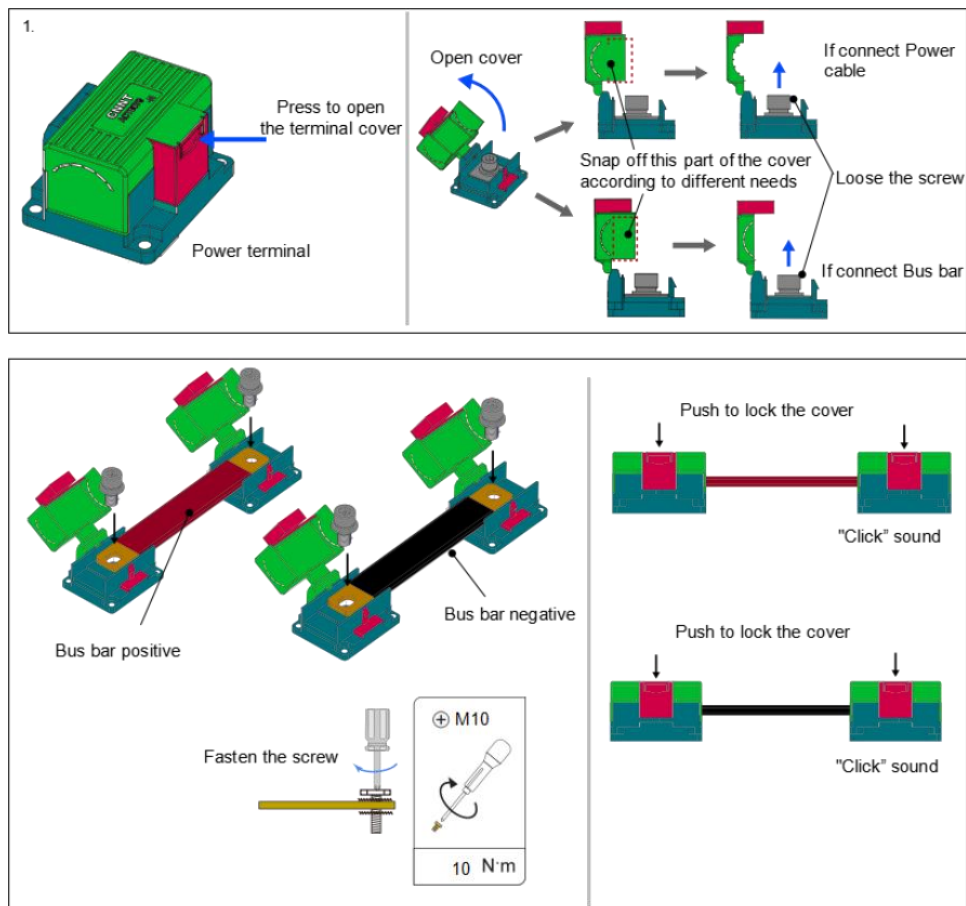 1.
Press to open
the terminal cover
Power terminal
Open cover
If connect Power
cable
Snap off this part of the cover
according to different needs
Loose the screw
If connect Bus bar
Bus bar positive
Bus bar negative
Fasten the screw
M10
10 N·m
Push to lock the cover
"Click” sound
Push to lock the cover
"Click” sound